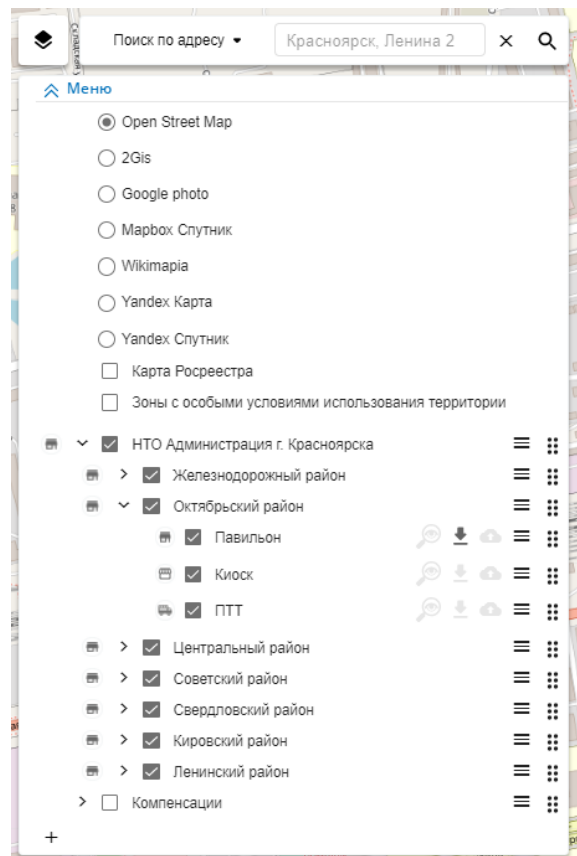 Поиск по адресу
Красноярск, Ленина 2
Меню
Open Street Map
2Gis
Google photo
Mapbox Спутник
Wikimapia
Yandex Карта
Yandex Спутник
Карта Росреестра
Зоны с особыми условиями использования территории
НТО Администрация г. Красноярска
Железнодорожный район
Октябрьский район
Павильон
Киоск
ПТТ
Центральный район
Советский район
Свердловский район
Кировский район
Ленинский район
Компенсации
+